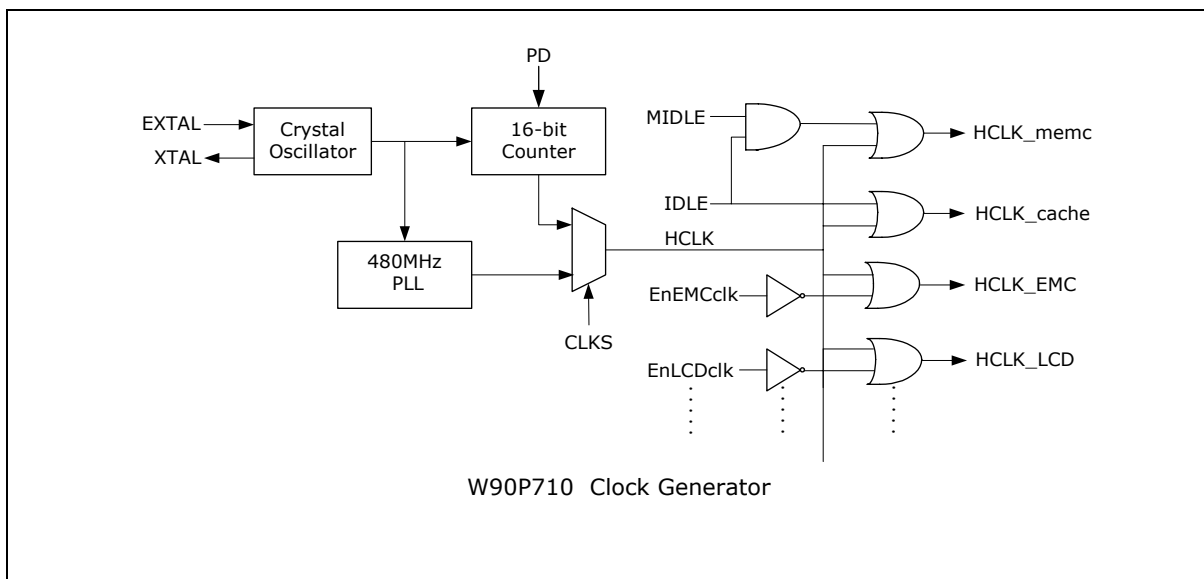 PD
EXTAL
XTAL
Crystal
Oscillator
16-bit
Counter
480MHz
PLL
CLKS
HCLK
MIDLE
IDLE
EnEMCclk
EnLCDclk
HCLK_memc
HCLK_cache
HCLK_EMC
HCLK_LCD
W90P710 Clock Generator